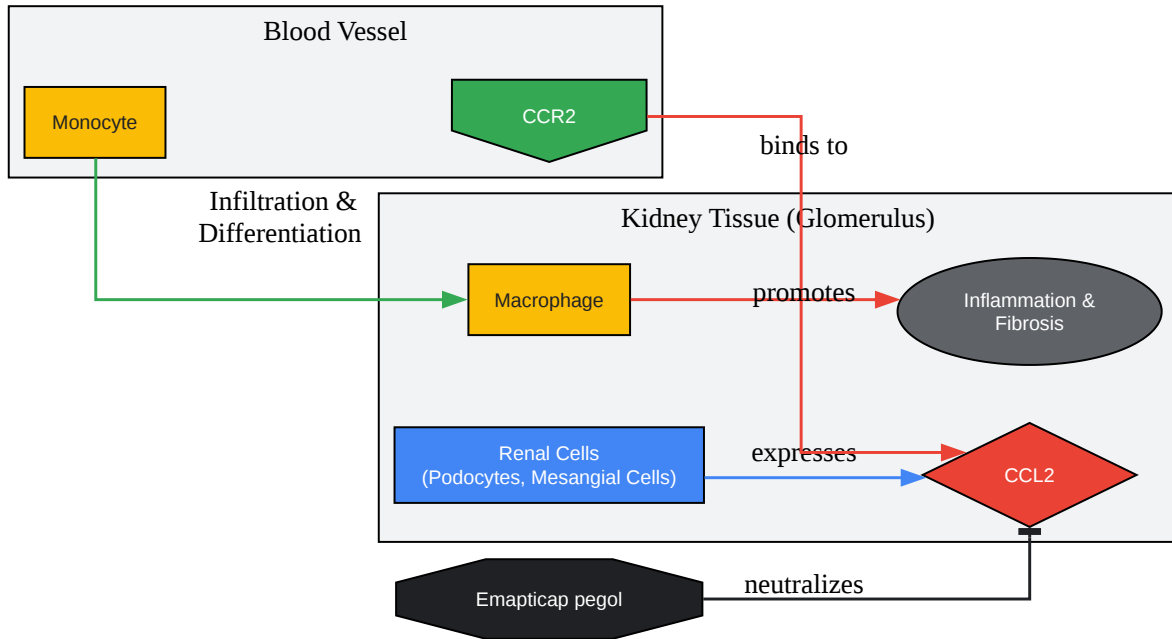 Blood Vessel
Monocyte
CCR2
binds to
Infiltration &
Differentiation
Kidney Tissue (Glomerulus)
Macrophage
promotes
Inflammation &
Fibrosis
Renal Cells
(Podocytes, Mesangial Cells)
expresses
CCL2
Emapticap pegol
neutralizes